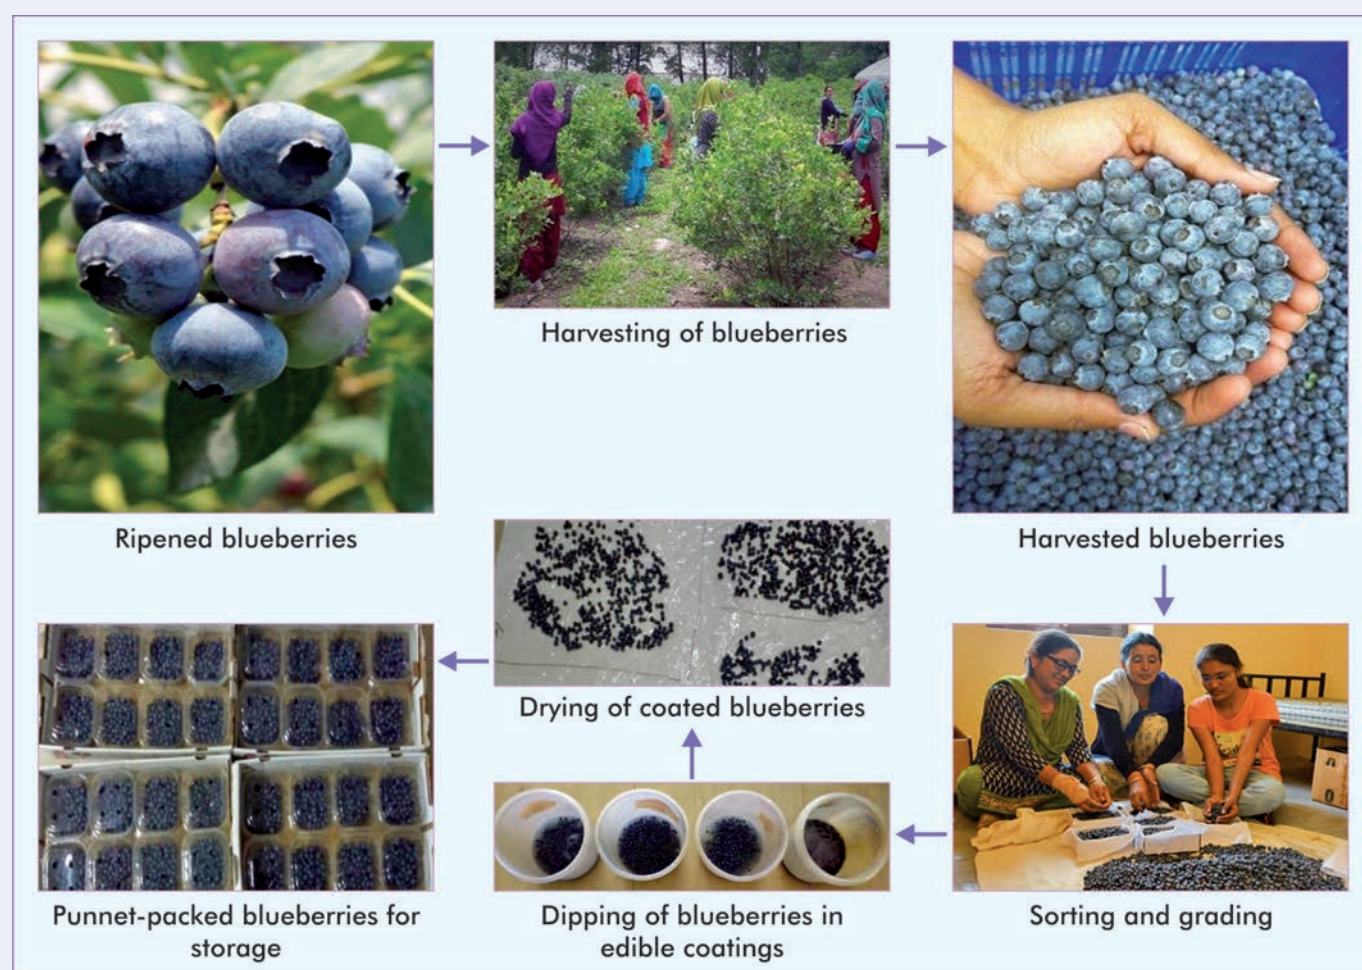 Ripened blueberries
Harvesting of blueberries
Harvested blueberries
Sorting and grading
Dipping of blueberries in
edible coatings
Drying of coated blueberries
Punnet-packed blueberries for
storage